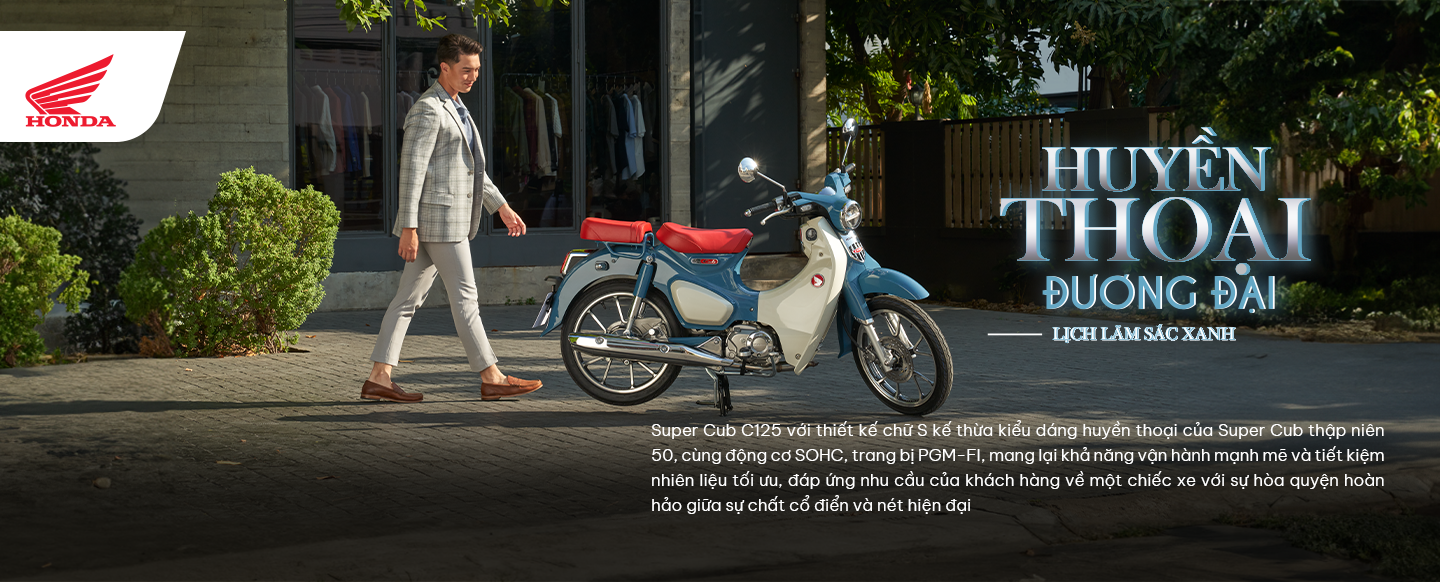 HONDA
HUYỀN
THOẠI
ĐƯƠNG ĐẠI
LỊCH LÃM SẮC XANH
Super Cub C125 với thiết kế chữ S kế thừa kiểu dáng huyền thoại của Super Cub thập niên
50, cùng động cơ SOHC, trang bị PGM-FI, mang lại khả năng vận hành mạnh mẽ và tiết kiệm
nhiên liệu tối ưu, đáp ứng nhu cầu của khách hàng về một chiếc xe với sự hòa quyện hoàn
hảo giữa sự chất cổ điển và nét hiện đại